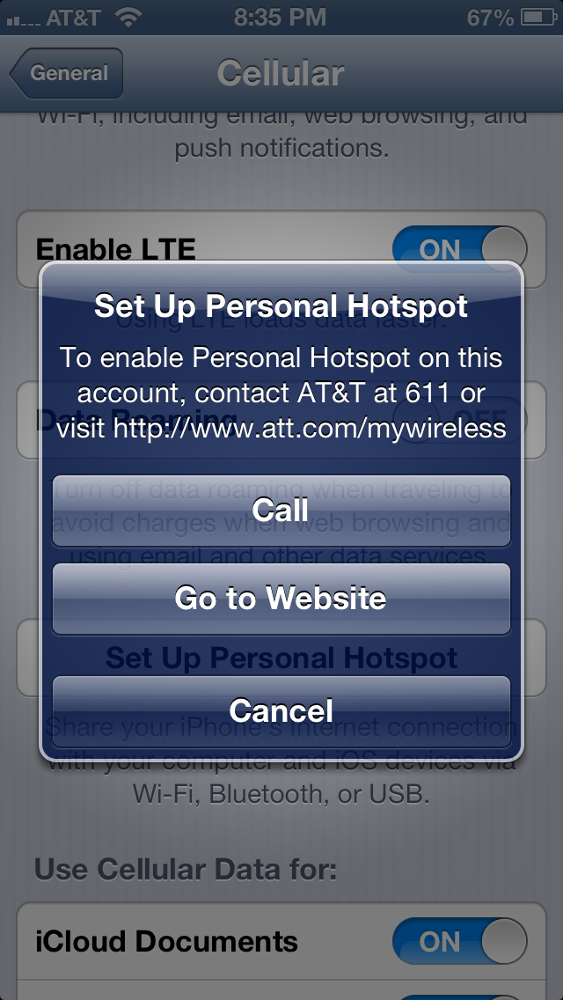 AT&T 8:35 PM 67%
General Cellular
Wi-Fi, including email, web browsing, and
push notifications.
Enable LTE ON
Set Up Personal Hotspot
Using LTE loads data faster.
To enable Personal Hotspot on this
account, contact AT&T at 611 or
Data Roaming OFF
visit http://www.att.com/mywireless
Turn off data roaming when traveling to
Call
avoid charges when web browsing and
using email and other data services.
Go to Website
Set Up Personal Hotspot
Cancel
Share your iPhone's Internet connection
with your computer and iOS devices via
Wi-Fi, Bluetooth, or USB.
Use Cellular Data for:
iCloud Documents ON